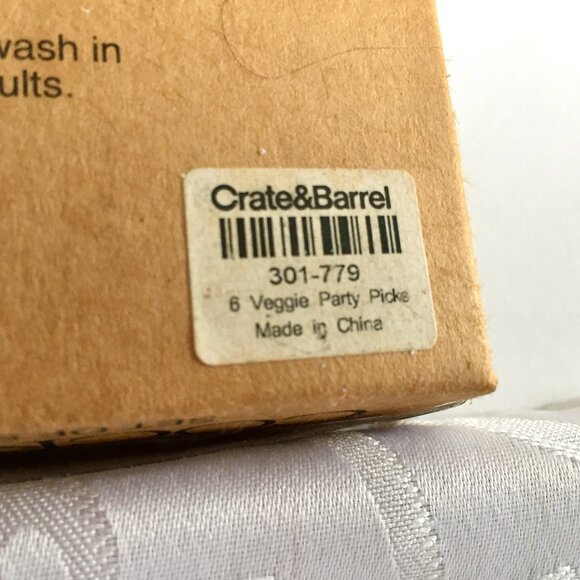 wash in
ults.
Crate&Barrel
301-779
6 Veggie Party Picks
Made in China